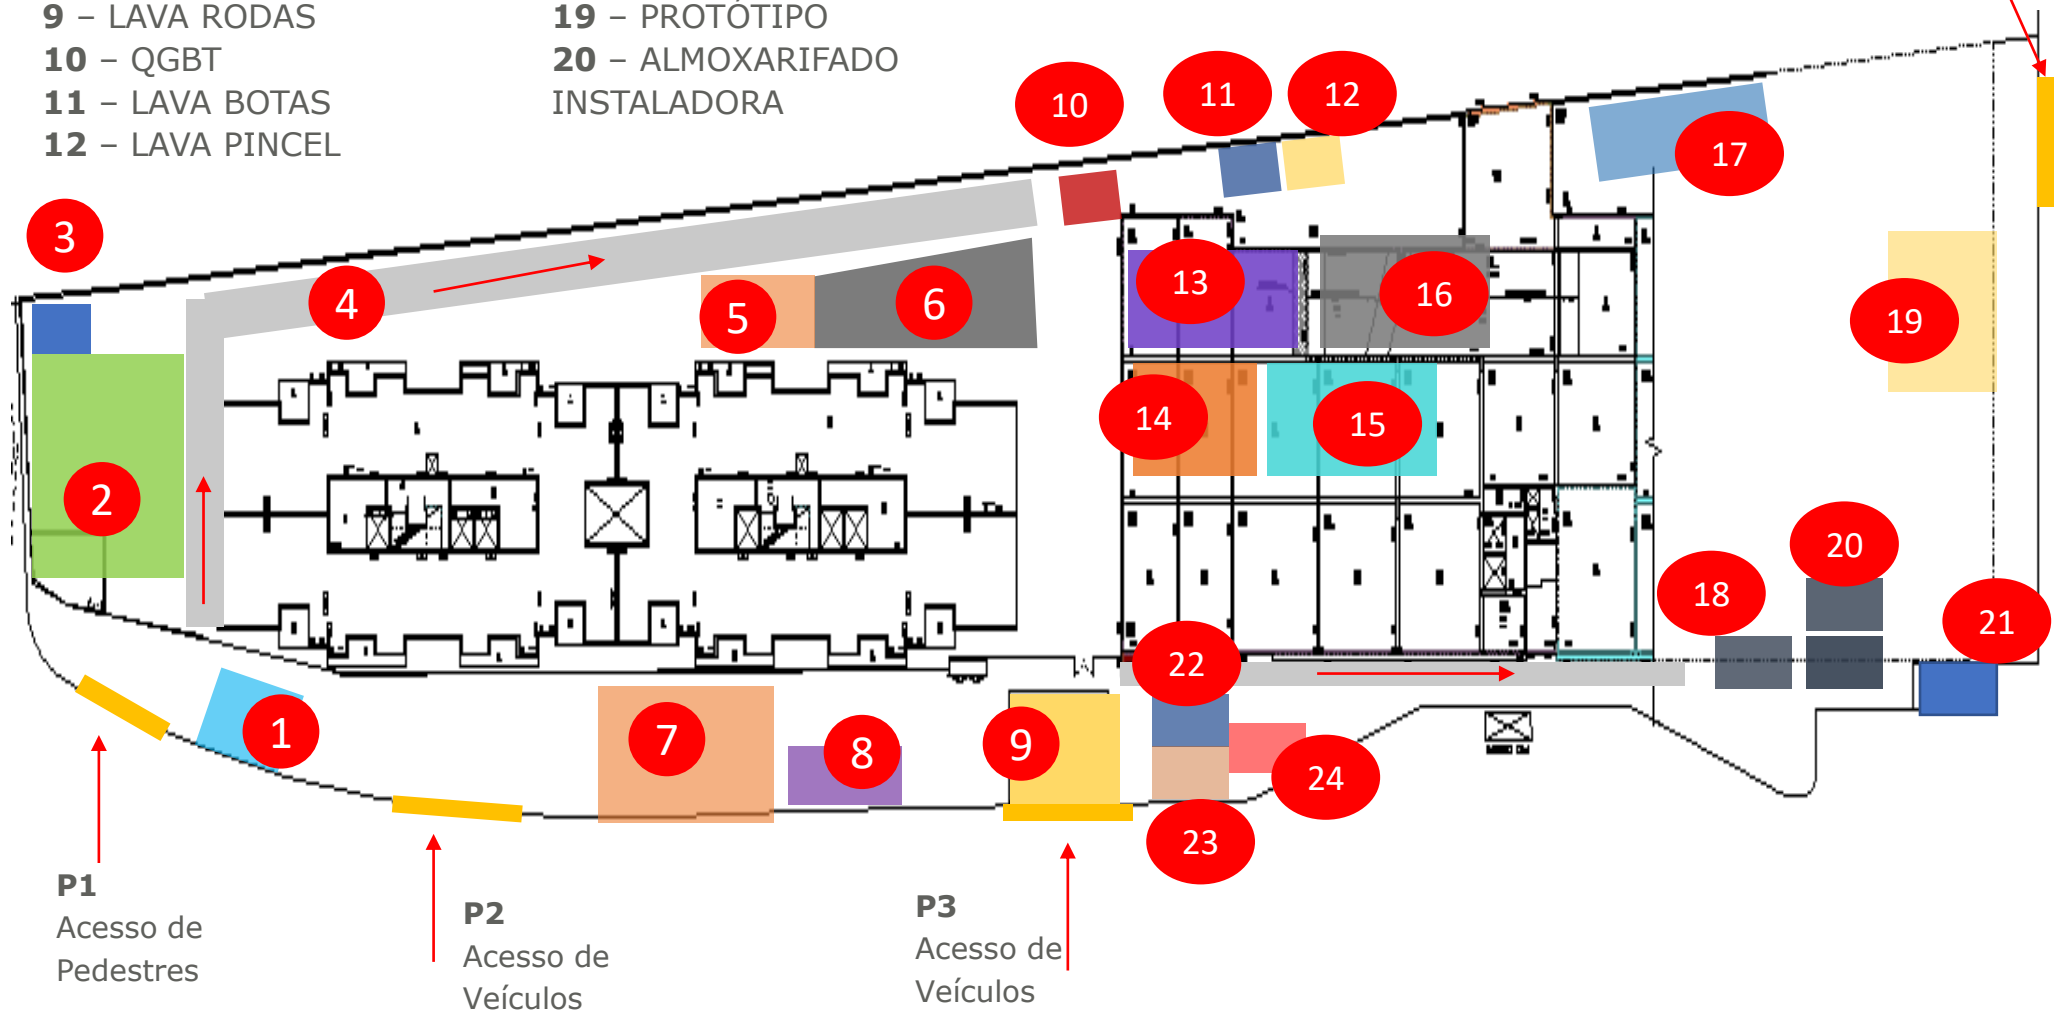 9 – LAVA RODAS
10 – QGBT
11 – LAVA BOTAS
12 – LAVA PINCEL
19 – PROTÓTIPO
20 – ALMOXARIFADO
INSTALADORA
10
11
12
17
3
4
5
6
13
16
19
14
15
2
20
18
21
22
1
7
8
9
24
23
P1
Acesso de
Pedestres
P2
Acesso de
Veículos
P3
Acesso de
Veículos